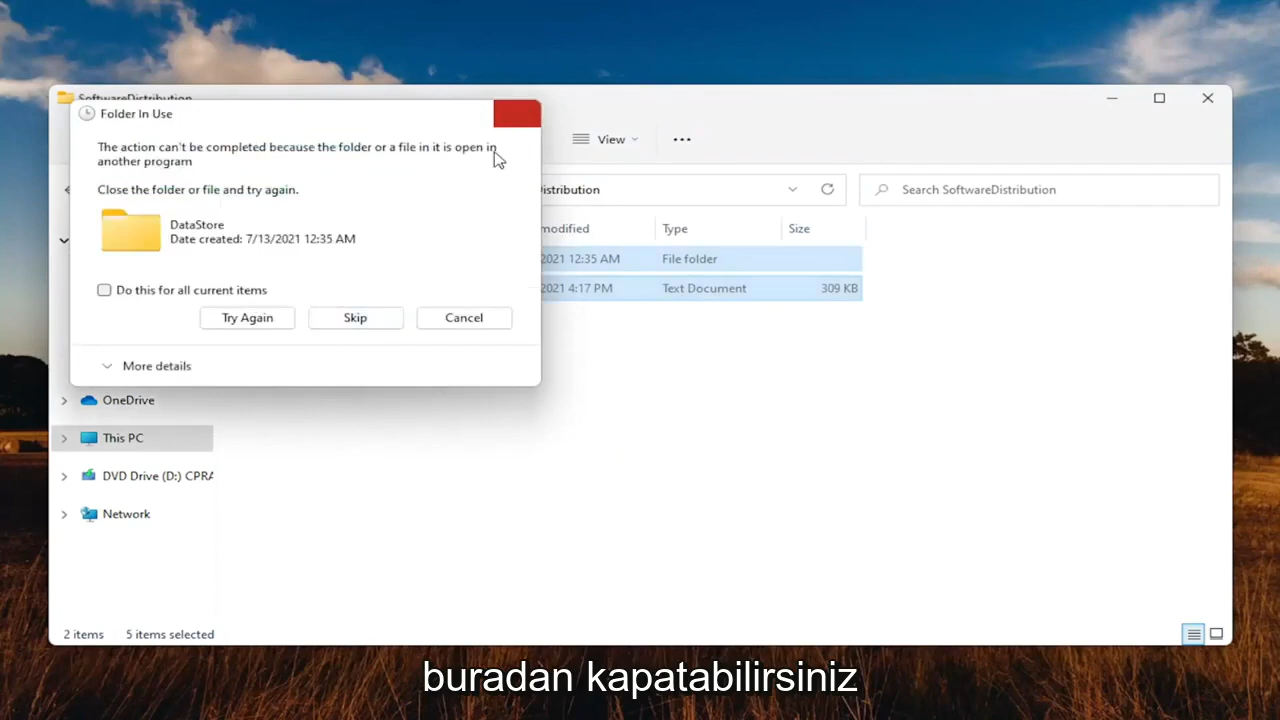 SoftwareDistribution
Folder In Use
The action can't be completed because the folder or a file in it is open in
another program
Close the folder or file and try again.
DataStore
Date created: 7/13/2021 12:35 AM
Do this for all current items
Try Again
Skip
Cancel
More details
View
Distribution
Search SoftwareDistribution
modified
Type
Size
2021 12:35 AM
File folder
2021 4:17 PM
Text Document
309 KB
OneDrive
This PC
DVD Drive (D:) CPRA
Network
2 items
5 items selected
buradan kapatabilirsiniz